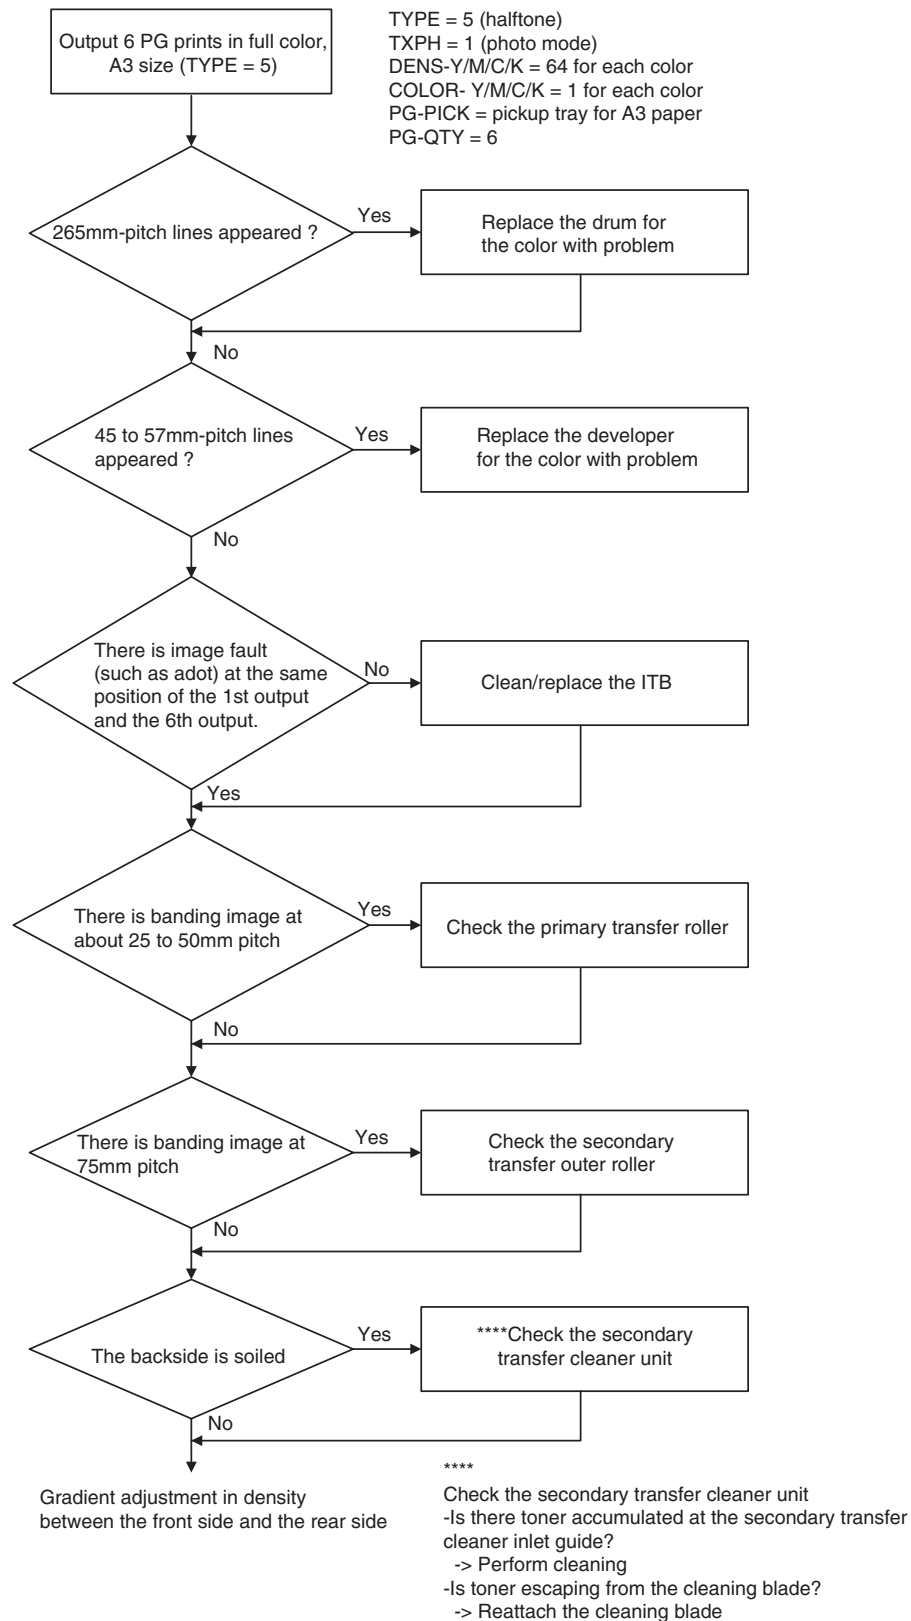 Output 6 PG prints in full color,
A3 size (TYPE = 5)
TYPE = 5 (halftone)
TXPH = 1 (photo mode)
DENS-Y/M/C/K = 64 for each color
COLOR- Y/M/C/K = 1 for each color
PG-PICK = pickup tray for A3 paper
PG-QTY = 6
265mm-pitch lines appeared ?
Yes
Replace the drum for
the color with problem
No
45 to 57mm-pitch lines
appeared ?
Yes
Replace the developer
for the color with problem
No
There is image fault
(such as adot) at the same
position of the 1st output
and the 6th output.
No
Clean/replace the ITB
Yes
There is banding image at
about 25 to 50mm pitch
Yes
Check the primary transfer roller
No
There is banding image at
75mm pitch
Yes
Check the secondary
transfer outer roller
No
The backside is soiled
Yes
****Check the secondary
transfer cleaner unit
No
Gradient adjustment in density
between the front side and the rear side
****
Check the secondary transfer cleaner unit
-Is there toner accumulated at the secondary transfer
cleaner inlet guide?
-> Perform cleaning
-Is toner escaping from the cleaning blade?
-> Reattach the cleaning blade